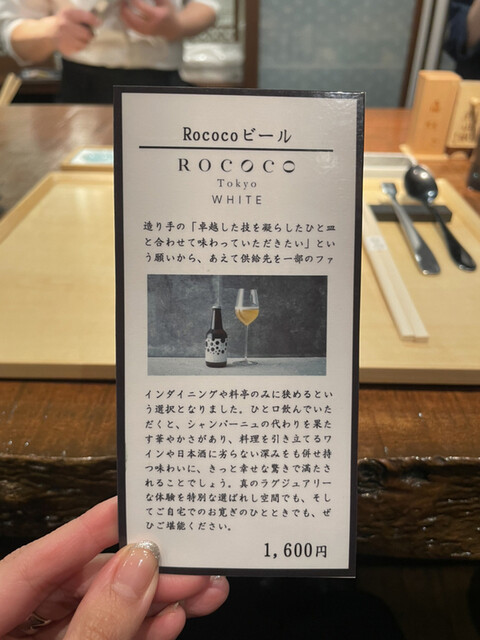 Rococoビール
ROCOCO
Tokyo
WHITE
造り手の「卓越した技を凝らしたひと皿
と合わせて味わっていただきたい」とい
う願いから、あえて供給先を一部のファ
インダイニングや料亭のみに狭めるとい
う選択となりました。ひと口飲んでいた
だくと、シャンパーニュの代わりを果た
す華やかさがあり、料理を引き立てるワ
インや日本酒に劣らない深みをも併せ持
つ味わいに、きっと幸せな驚きで満たさ
れることでしょう。真のラグジュアリー
な体験を特別な選ばれし空間でも、そし
てご自宅でのお寛ぎのひとときでも、ぜ
ひご堪能ください。
1,600円